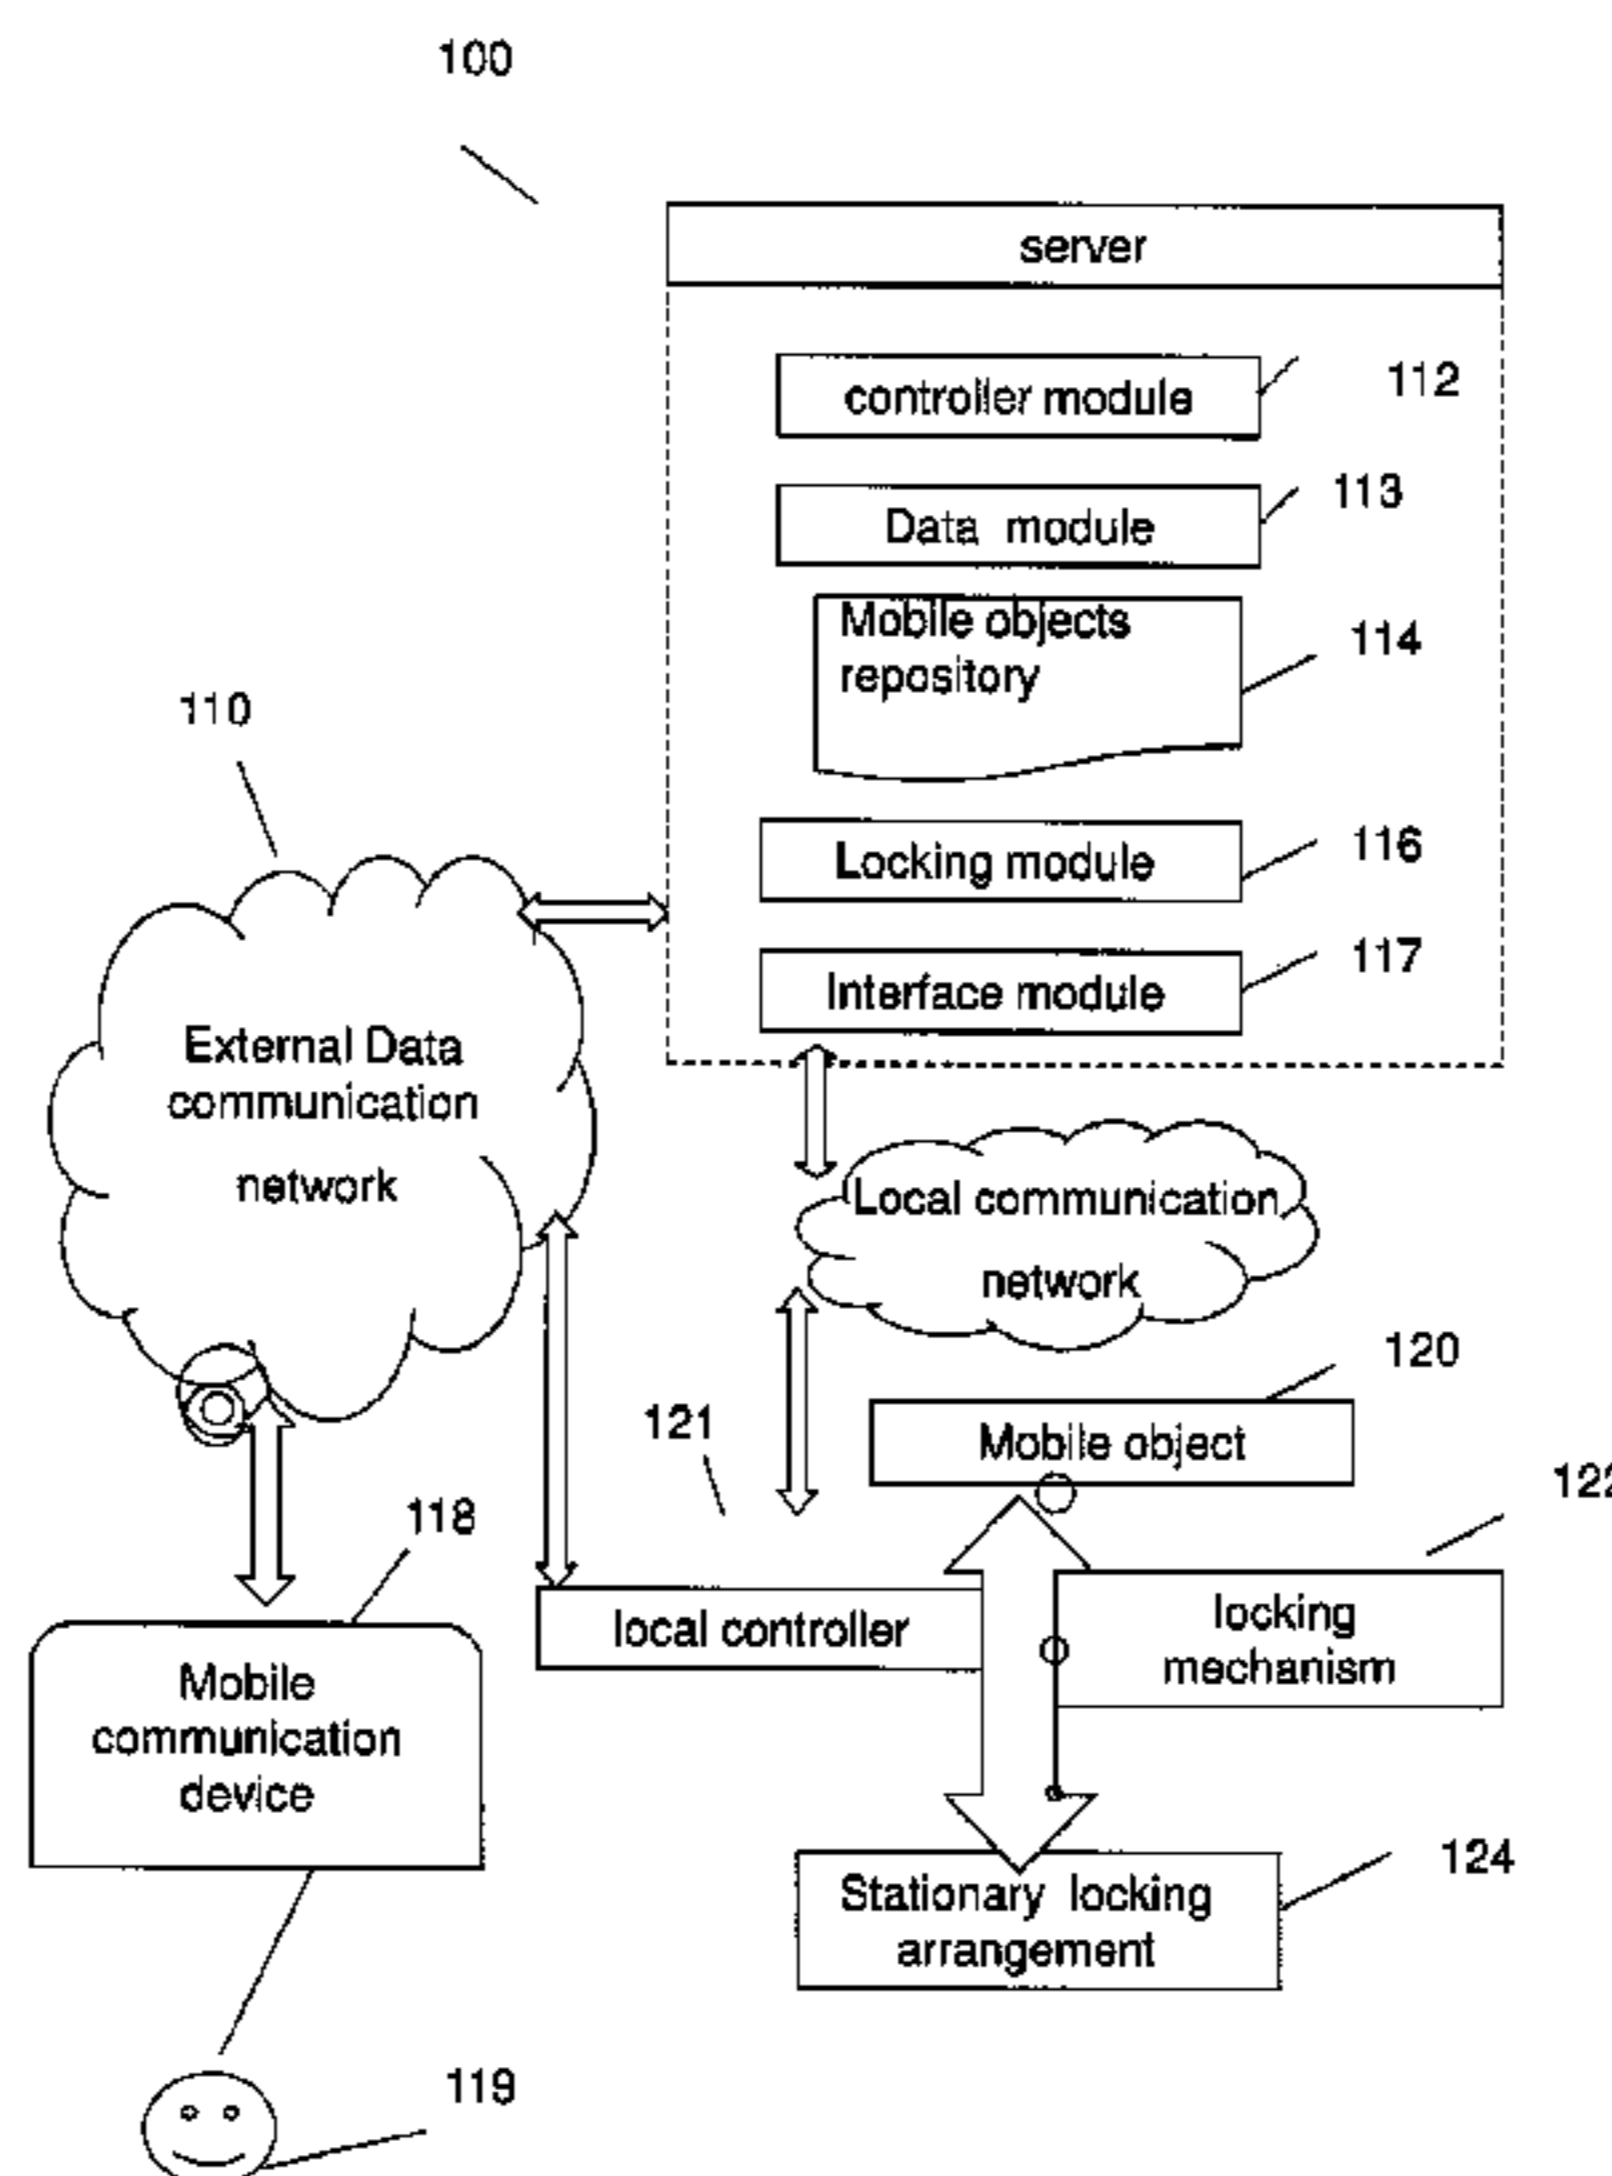 100
server
controller module
112
Data module
113
Mobile objects
repository
114
110
Locking module
116
Interface module
117
External Data
communication
network
Local communication
network
120
121
Mobile object
122
118
local controller
locking
mechanism
Mobile
communication
device
124
Stationary locking
arrangement
119